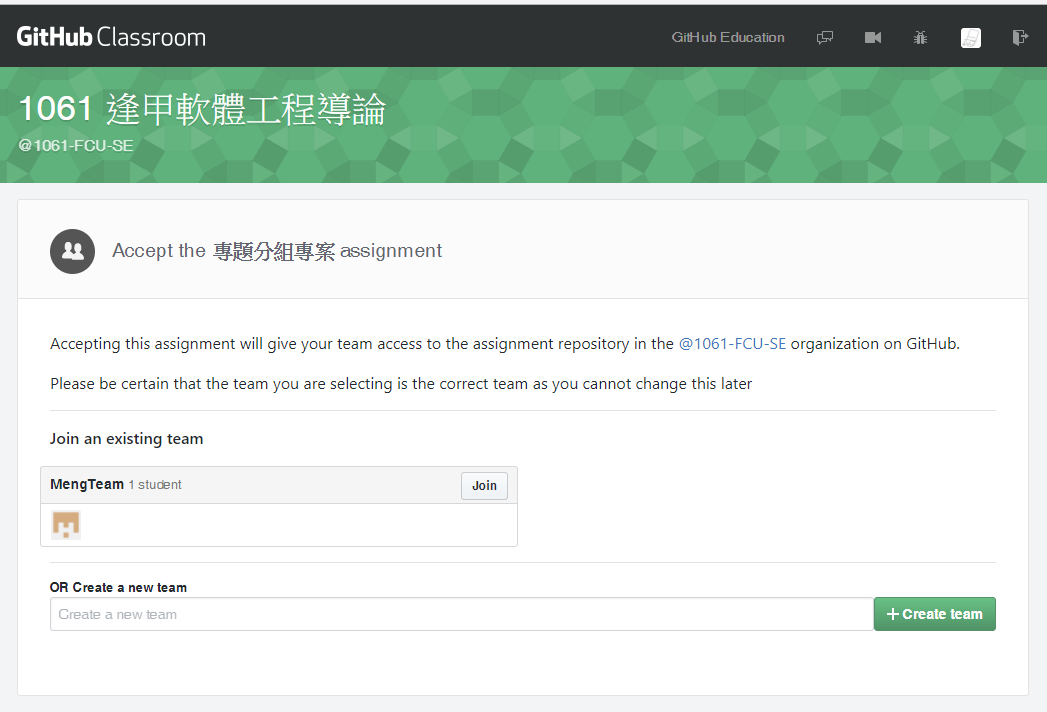 GitHub Classroom
GitHub Education
1061 逢甲軟體工程導論
@1061-FCU-SE
Accept the 專題分組專案 assignment
Accepting this assignment will give your team access to the assignment repository in the @1061-FCU-SE organization on GitHub.
Please be certain that the team you are selecting is the correct team as you cannot change this later
Join an existing team
MengTeam 1 student
Join
OR Create a new team
Create a new team
+ Create team